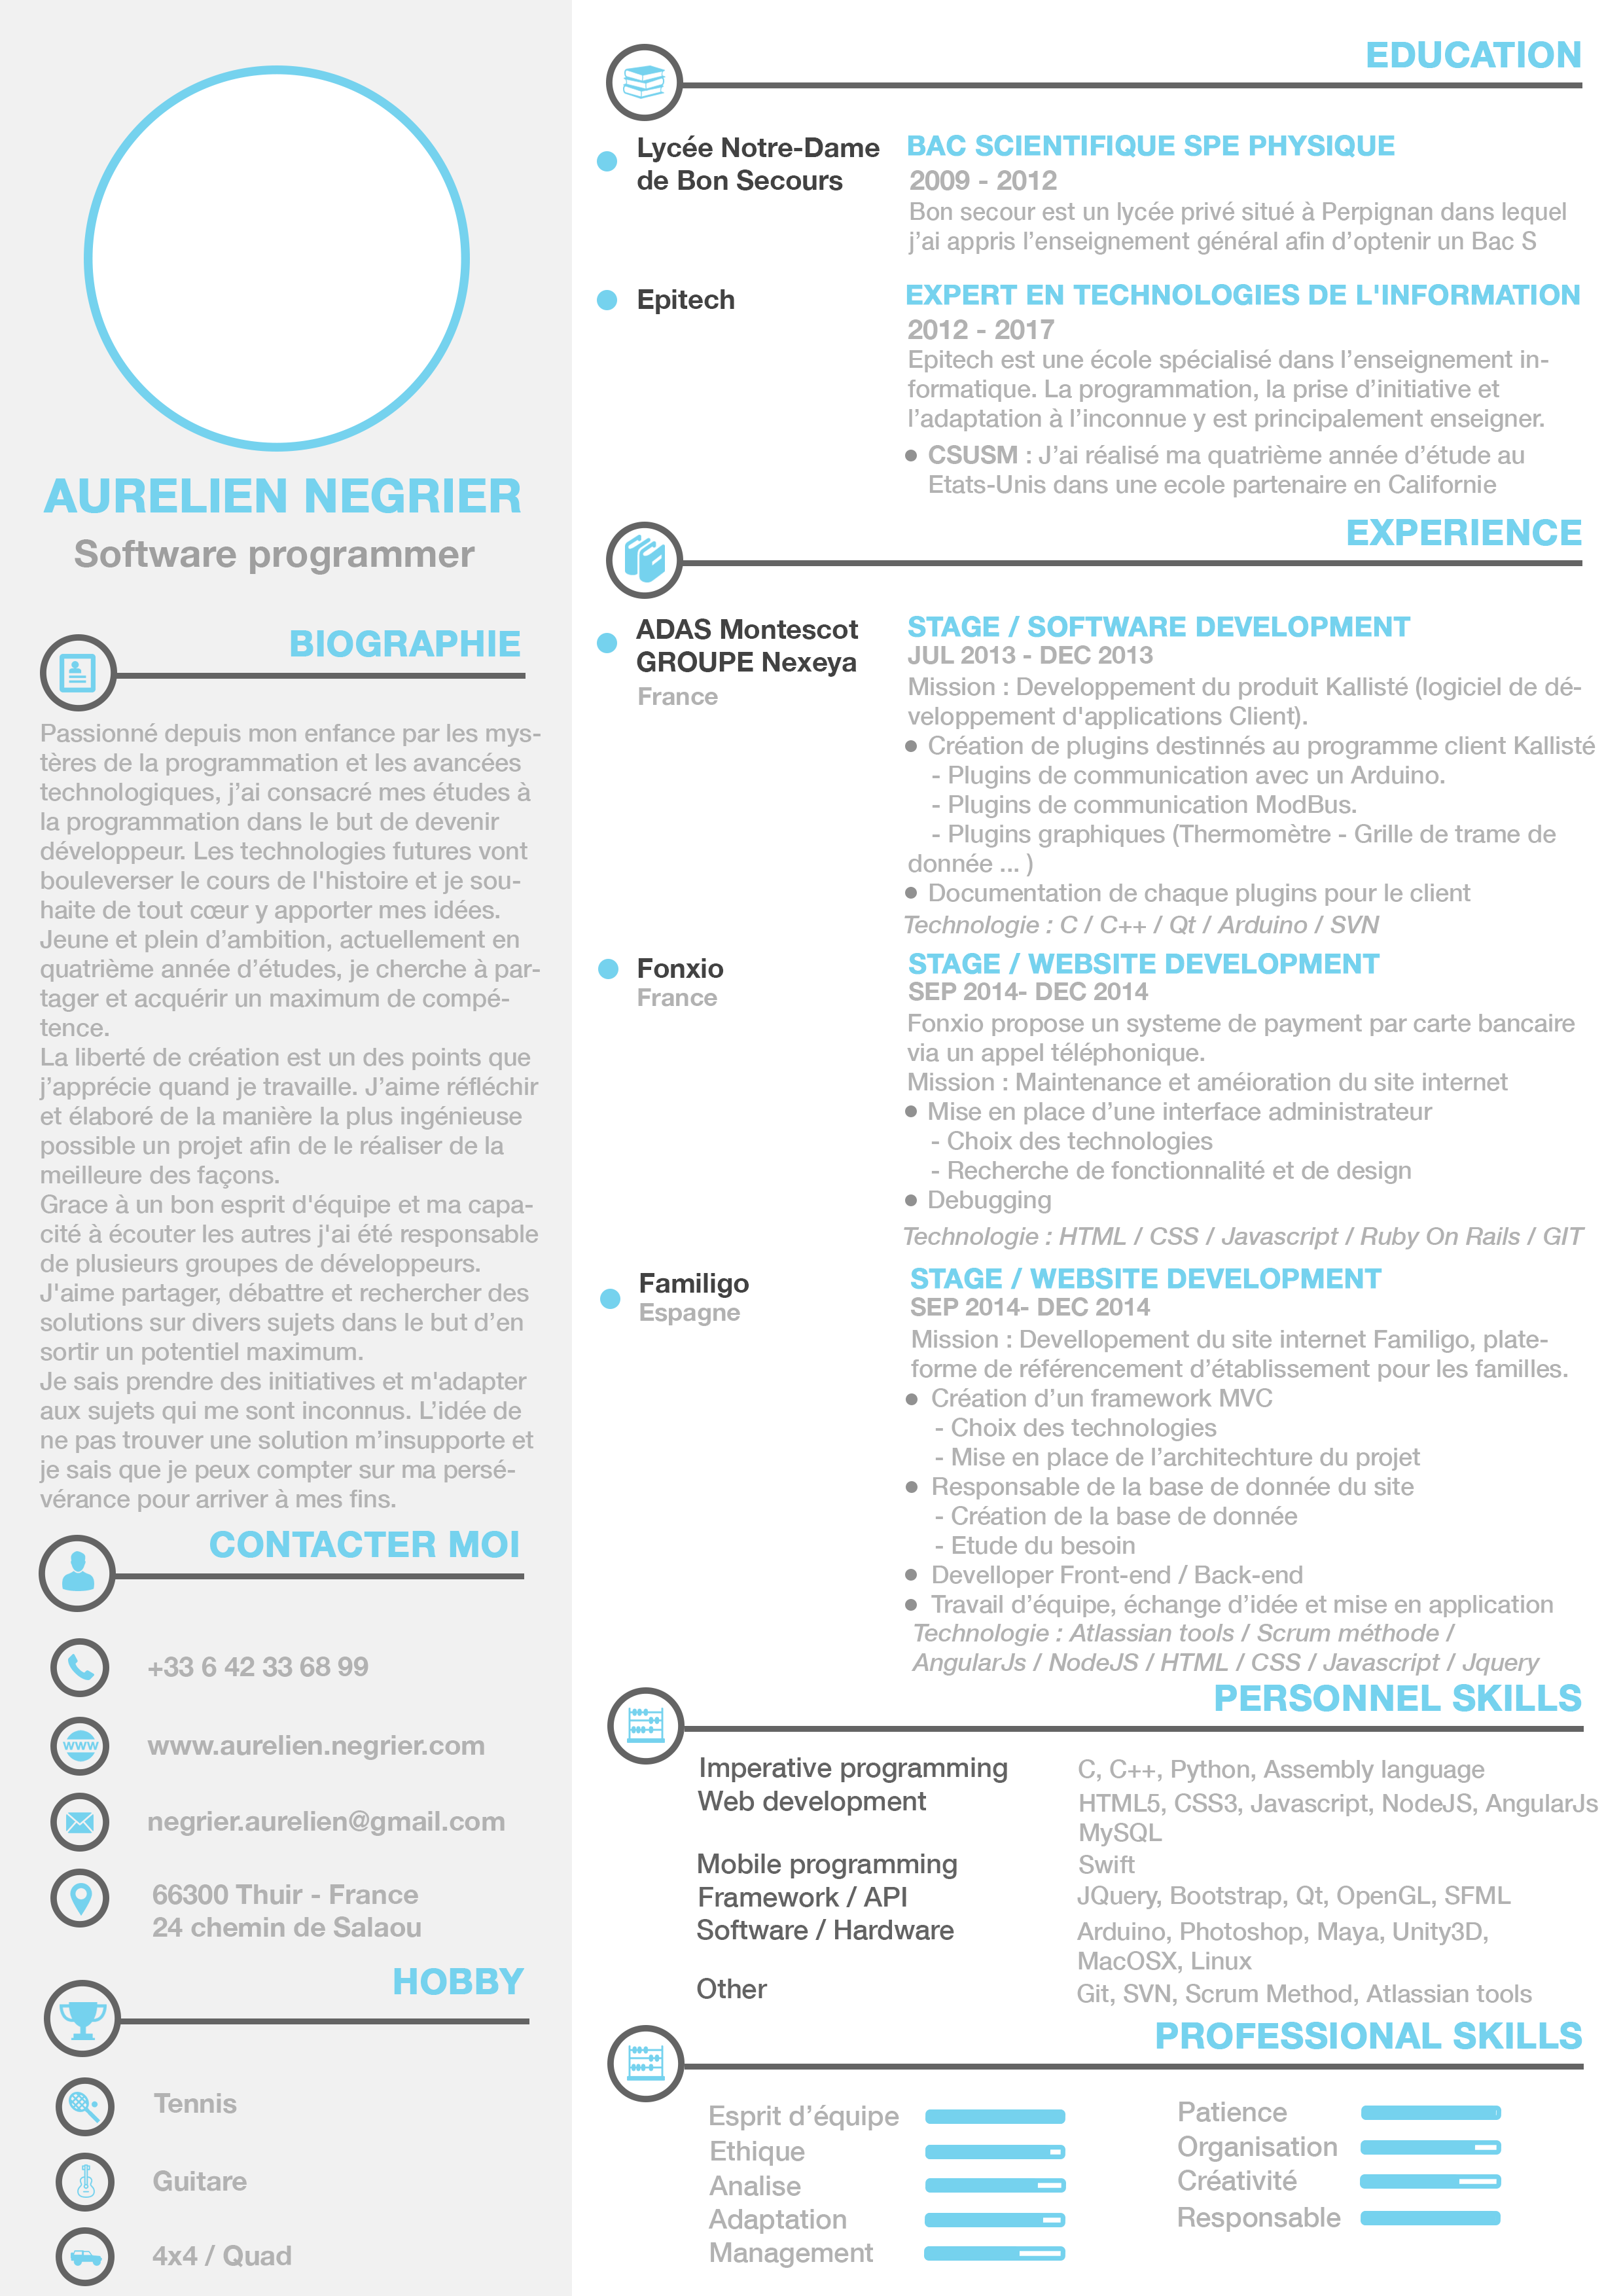 AURELIEN NEGRIER
Software programmer
BIOGRAPHIE
Passionné depuis mon enfance par les mys-
tères de la programmation et les avancées
technologiques, j’ai consacré mes études à
la programmation dans le but de devenir
développeur. Les technologies futures vont
bouleverser le cours de l'histoire et je sou-
haite de tout cœur y apporter mes idées.
Jeune et plein d’ambition, actuellement en
quatrième année d’études, je cherche à par-
tager et acquérir un maximum de compé-
tence.
La liberté de création est un des points que
j’apprécie quand je travaille. J’aime réfléchir
et élaboré de la manière la plus ingénieuse
possible un projet afin de le réaliser de la
meilleure des façons.
Grace à un bon esprit d'équipe et ma capa-
cité à écouter les autres j'ai été responsable
de plusieurs groupes de développeurs.
J'aime partager, débattre et rechercher des
solutions sur divers sujets dans le but d’en
sortir un potentiel maximum.
Je sais prendre des initiatives et m'adapter
aux sujets qui me sont inconnus. L’idée de
ne pas trouver une solution m’insupporte et
je sais que je peux compter sur ma persé-
vérance pour arriver à mes fins.
CONTACTER MOI
+33 6 42 33 68 99
WWW
www.aurelien.negrier.com
negrier.aurelien@gmail.com
66300 Thuir - France
24 chemin de Salaou
HOBBY
Tennis
Guitare
4x4 / Quad
EDUCATION
Lycée Notre-Dame
de Bon Secours
BAC SCIENTIFIQUE SPE PHYSIQUE
2009 - 2012
Bon secour est un lycée privé situé à Perpignan dans lequel
j’ai appris l’enseignement général afin d’optenir un Bac S
Epitech
EXPERT EN TECHNOLOGIES DE L'INFORMATION
2012 - 2017
Epitech est une école spécialisé dans l’enseignement in-
formatique. La programmation, la prise d’initiative et
l’adaptation à l’inconnue y est principalement enseigner.
● CSUSM : J’ai réalisé ma quatrième année d’étude au
Etats-Unis dans une ecole partenaire en Californie
EXPERIENCE
ADAS Montescot
GROUPE Nexeya
France
STAGE / SOFTWARE DEVELOPMENT
JUL 2013 - DEC 2013
Mission : Developpement du produit Kallisté (logiciel de dé-
veloppement d'applications Client).
● Création de plugins destinnés au programme client Kallisté
- Plugins de communication avec un Arduino.
- Plugins de communication ModBus.
- Plugins graphiques (Thermomètre - Grille de trame de
donnée ... )
● Documentation de chaque plugins pour le client
Technologie : C / C++ / Qt / Arduino / SVN
Fonxio
France
STAGE / WEBSITE DEVELOPMENT
SEP 2014- DEC 2014
Fonxio propose un systeme de payment par carte bancaire
via un appel téléphonique.
Mission : Maintenance et améioration du site internet
● Mise en place d’une interface administrateur
- Choix des technologies
- Recherche de fonctionnalité et de design
● Debugging
Technologie : HTML / CSS / Javascript / Ruby On Rails / GIT
Familigo
Espagne
STAGE / WEBSITE DEVELOPMENT
SEP 2014- DEC 2014
Mission : Devellopement du site internet Familigo, plate-
forme de référencement d’établissement pour les familles.
● Création d’un framework MVC
- Choix des technologies
- Mise en place de l’architechture du projet
● Responsable de la base de donnée du site
- Création de la base de donnée
- Etude du besoin
● Develloper Front-end / Back-end
● Travail d’équipe, échange d’idée et mise en application
Technologie : Atlassian tools / Scrum méthode /
AngularJs / NodeJS / HTML / CSS / Javascript / Jquery
PERSONNEL SKILLS
Imperative programming C, C++, Python, Assembly language
Web development HTML5, CSS3, Javascript, NodeJS, AngularJs
MySQL
Mobile programming Swift
Framework / API JQuery, Bootstrap, Qt, OpenGL, SFML
Software / Hardware Arduino, Photoshop, Maya, Unity3D,
MacOSX, Linux
Other Git, SVN, Scrum Method, Atlassian tools
PROFESSIONAL SKILLS
Esprit d’équipe
Ethique
Analise
Adaptation
Management
Patience
Organisation
Créativité
Responsable